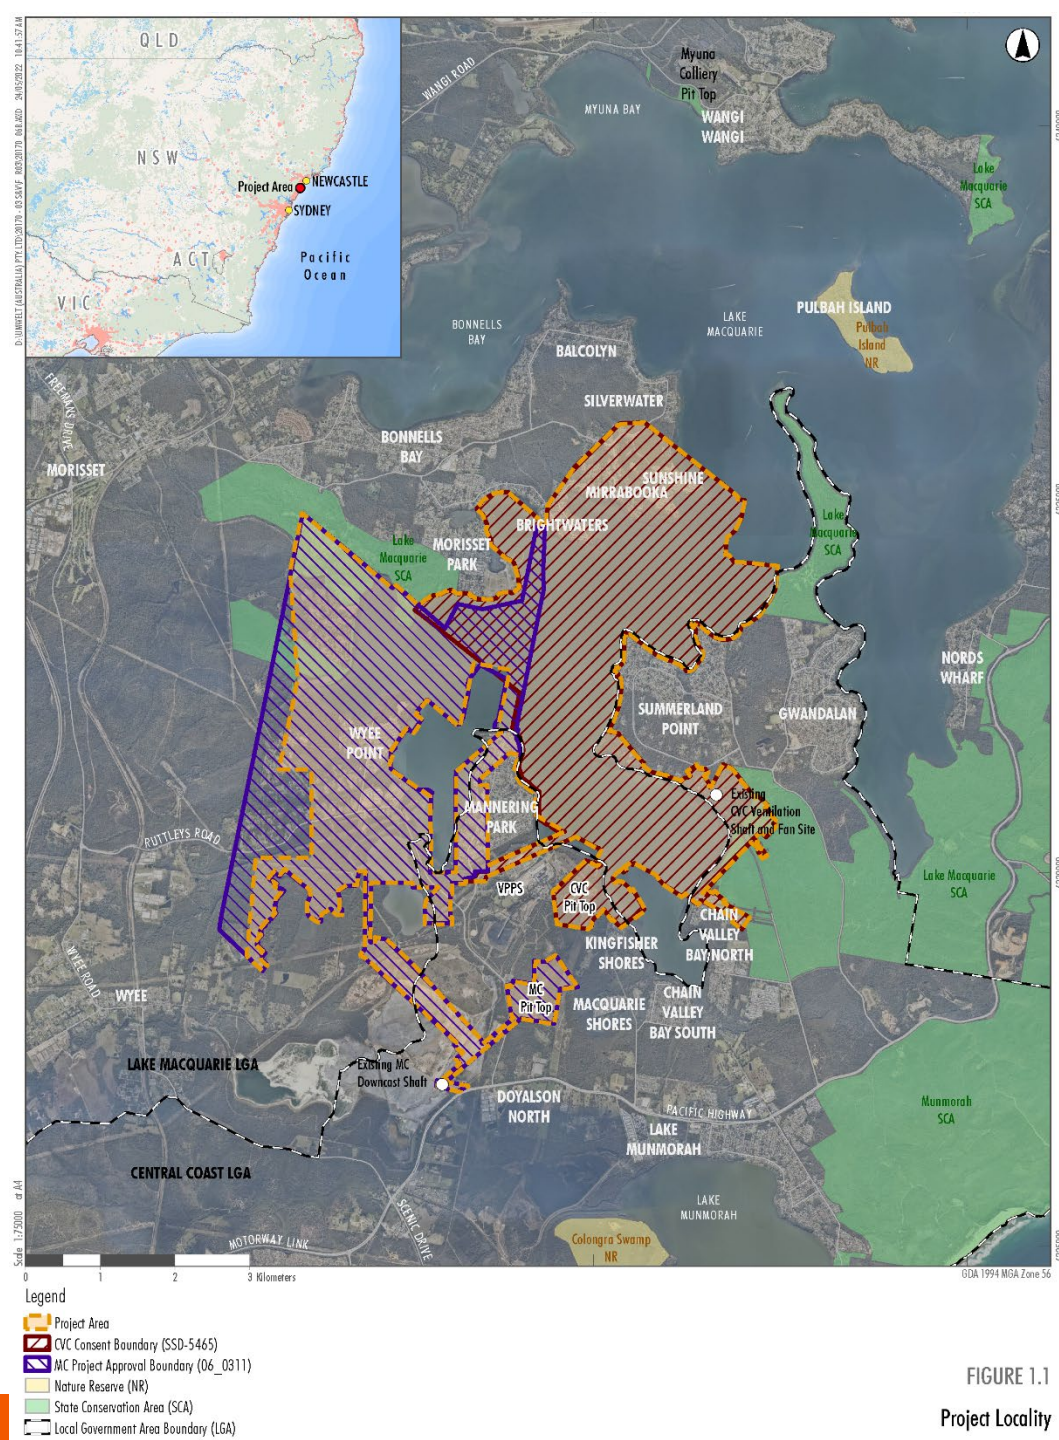 QLD
NSW
ACT
VIC
Project Area
NEWCASTLE
SYDNEY
Pacific
Ocean
WANGI ROAD
Myuna
Colliery
Pit Top
MYUNA BAY
WANGI
WANGI
Lake
Macquarie
SCA
PULBAH ISLAND
Pulbah
Island
NR
LAKE
MACQUARIE
BONNELLS
BAY
BALCOLYN
SILVERWATER
FREEMANS DRIVE
MORISSET
BONNELLS
BAY
SUNSHINE
MIRRABOOKA
BRIGHTWATERS
MORISSET
PARK
Lake
Macquarie
SCA
Lake
Macquarie
SCA
NORDS
WHARF
SUMMERLAND
POINT
GWANDALAN
WYEE
POINT
Existing
CVC Ventilation
Shaft and Fan Site
MANNERING
PARK
RUTTLEYS ROAD
VPPS
CVC
Pit Top
Lake Macquarie
SCA
CHAIN
VALLEY
BAY NORTH
KINGFISHER
SHORES
WYEE ROAD
WYEE
MC
Pit Top
MACQUARIE
SHORES
CHAIN
VALLEY
BAY SOUTH
LAKE MACQUARIE LGA
Existing MC
Downcast Shaft
DOYALSON
NORTH
PACIFIC HIGHWAY
LAKE
MUNMORAH
Munmorah
SCA
CENTRAL COAST LGA
LAKE
MUNMORAH
SCENIC DRIVE
MOTORWAY LINK
Colongra Swamp
NR
Scale 1:75000 at A4
0 1 2 3 Kilometers
GDA 1994 MGA Zone 56
Legend
Project Area
CVC Consent Boundary (SSD-5465)
MC Project Approval Boundary (06_0311)
Nature Reserve (NR)
State Conservation Area (SCA)
Local Government Area Boundary (LGA)
FIGURE 1.1
Project Locality